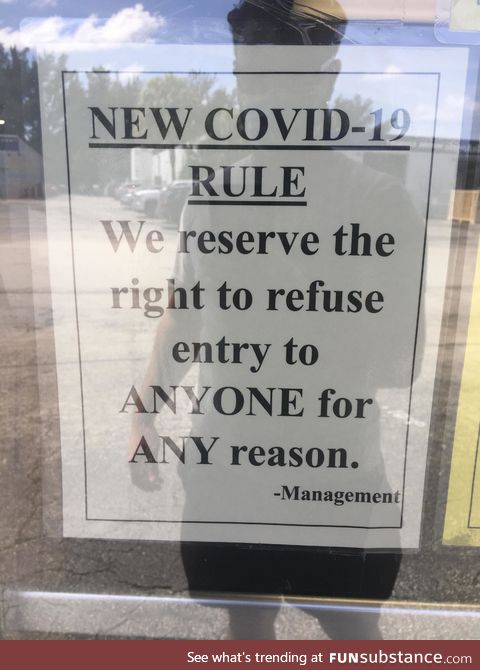 NEW COVID-19
RULE
We reserve the
right to refuse
entry to
ANYONE for
ANY reason.
-Management
See what's trending at FUNsubstance.com